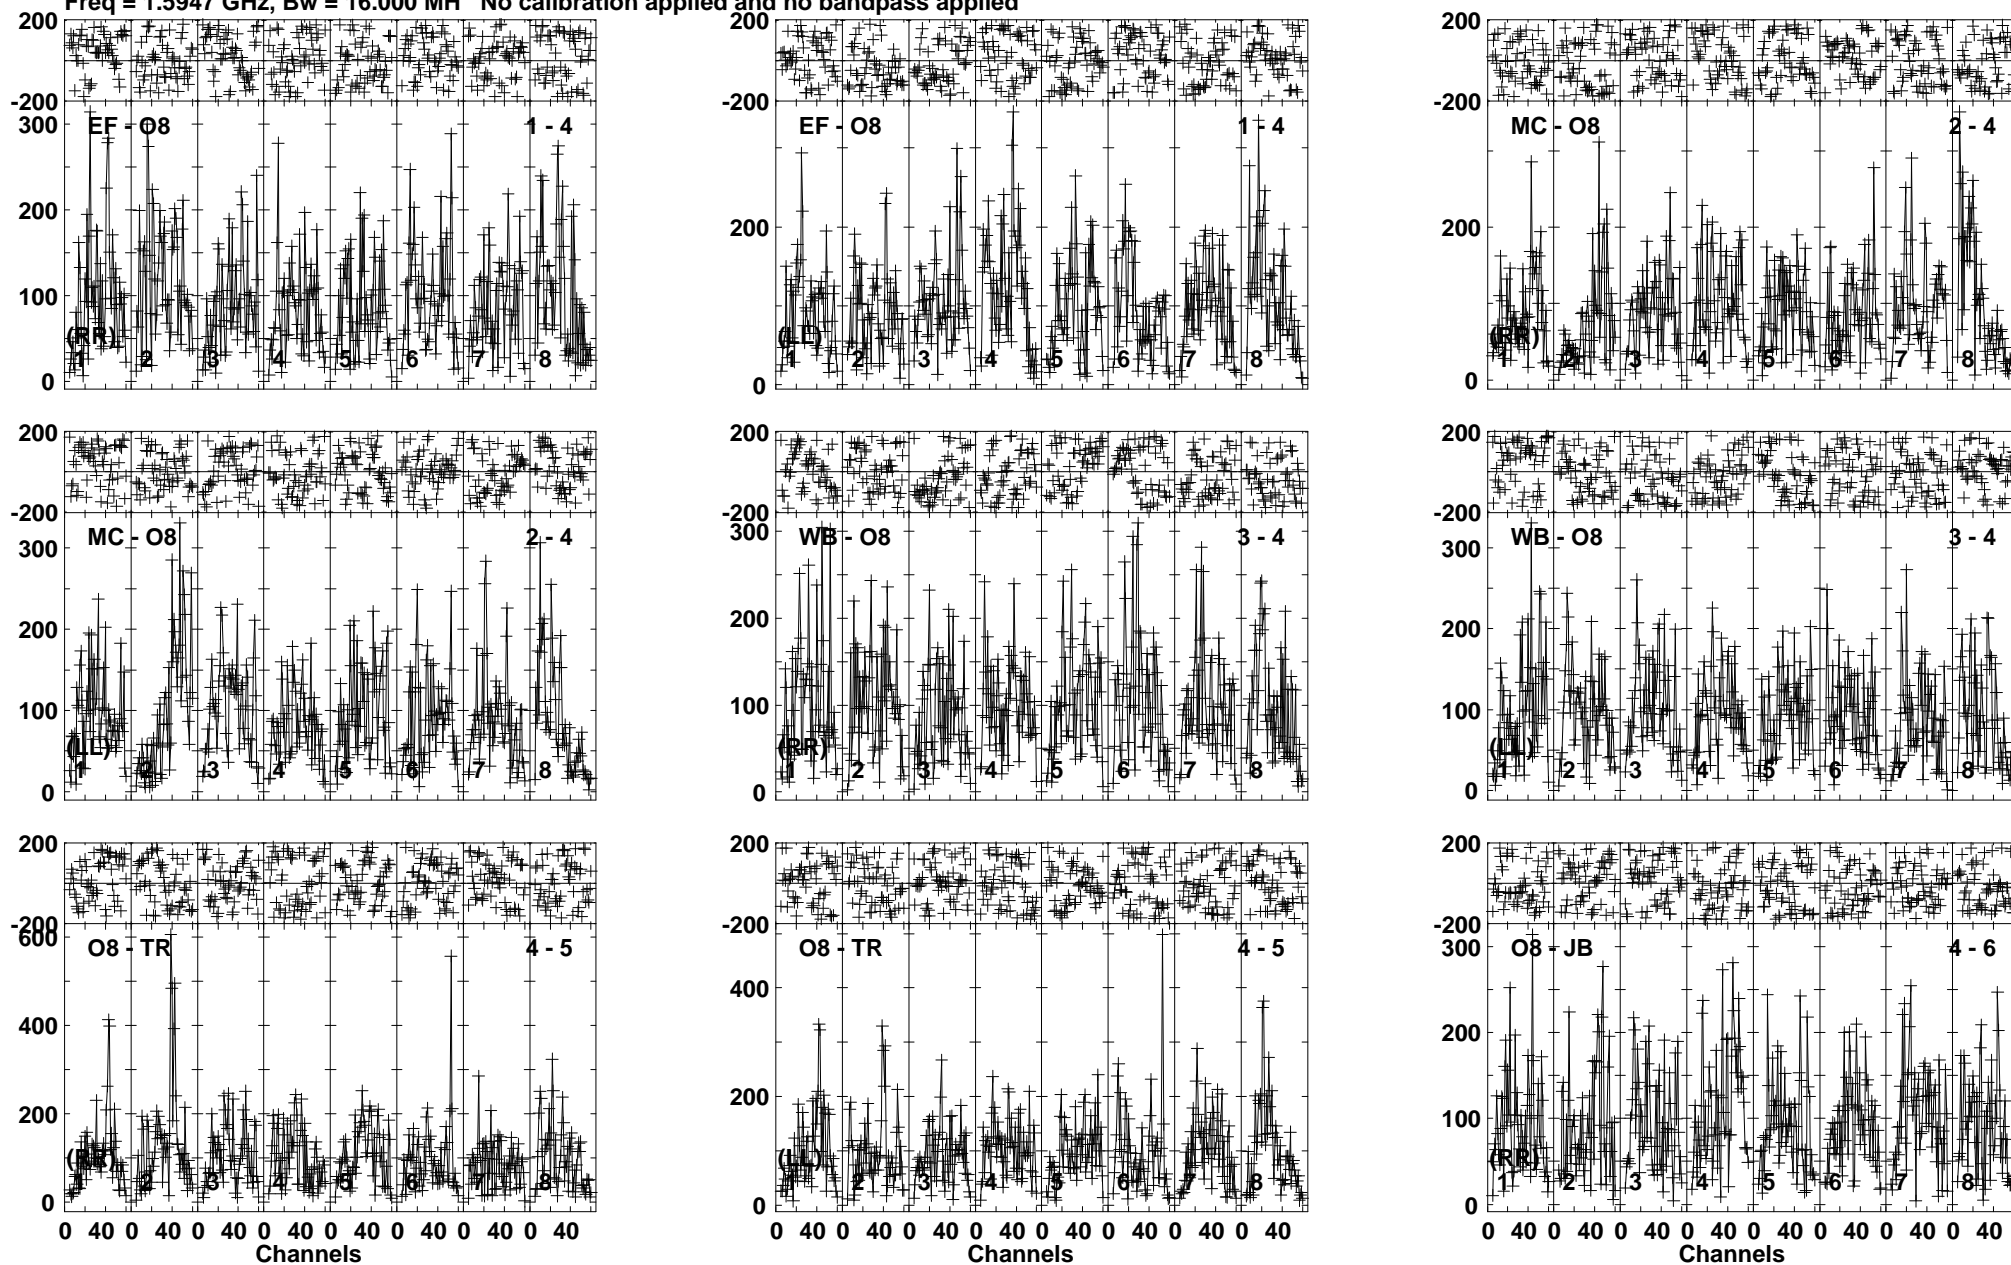 Freq = 1.5947 GHz, Bw = 16.000 MH No calibration applied and no bandpass applied
200 200 200
-200 -200 -200
EF - O8 1 - 4 EF - O8 1 - 4 MC - O8 2 - 4
300
200 200 200
100
(RR) (LL) (RR)
1 2 3 4 5 6 7 8 1 2 3 4 5 6 7 8 1 2 3 4 5 6 7 8
0 0 0
200 200 200
-200 -200 -200
MC - O8 2 - 4 WB - O8 3 - 4 WB - O8 3 - 4
300 300 300
200 200 200
100 100 100
(LL) (RR) (LL)
1 2 3 4 5 6 7 8 1 2 3 4 5 6 7 8 1 2 3 4 5 6 7 8
0 0 0
200 200 200
-200 -200 -200
600 300
O8 - TR 4 - 5 O8 - TR 4 - 5 O8 - JB 4 - 6
400 400 200
200 200 100
(RR) (LL) (RR)
1 2 3 4 5 6 7 8 1 2 3 4 5 6 7 8 1 2 3 4 5 6 7 8
0 0 0
0 40 0 40 0 40 0 40 0 40 0 40 0 40 0 40 0 40 0 40 0 40 0 40 0 40 0 40 0 40 0 40 0 40 0 40 0 40 0 40 0 40 0 40 0 40 0 40
Channels Channels Channels